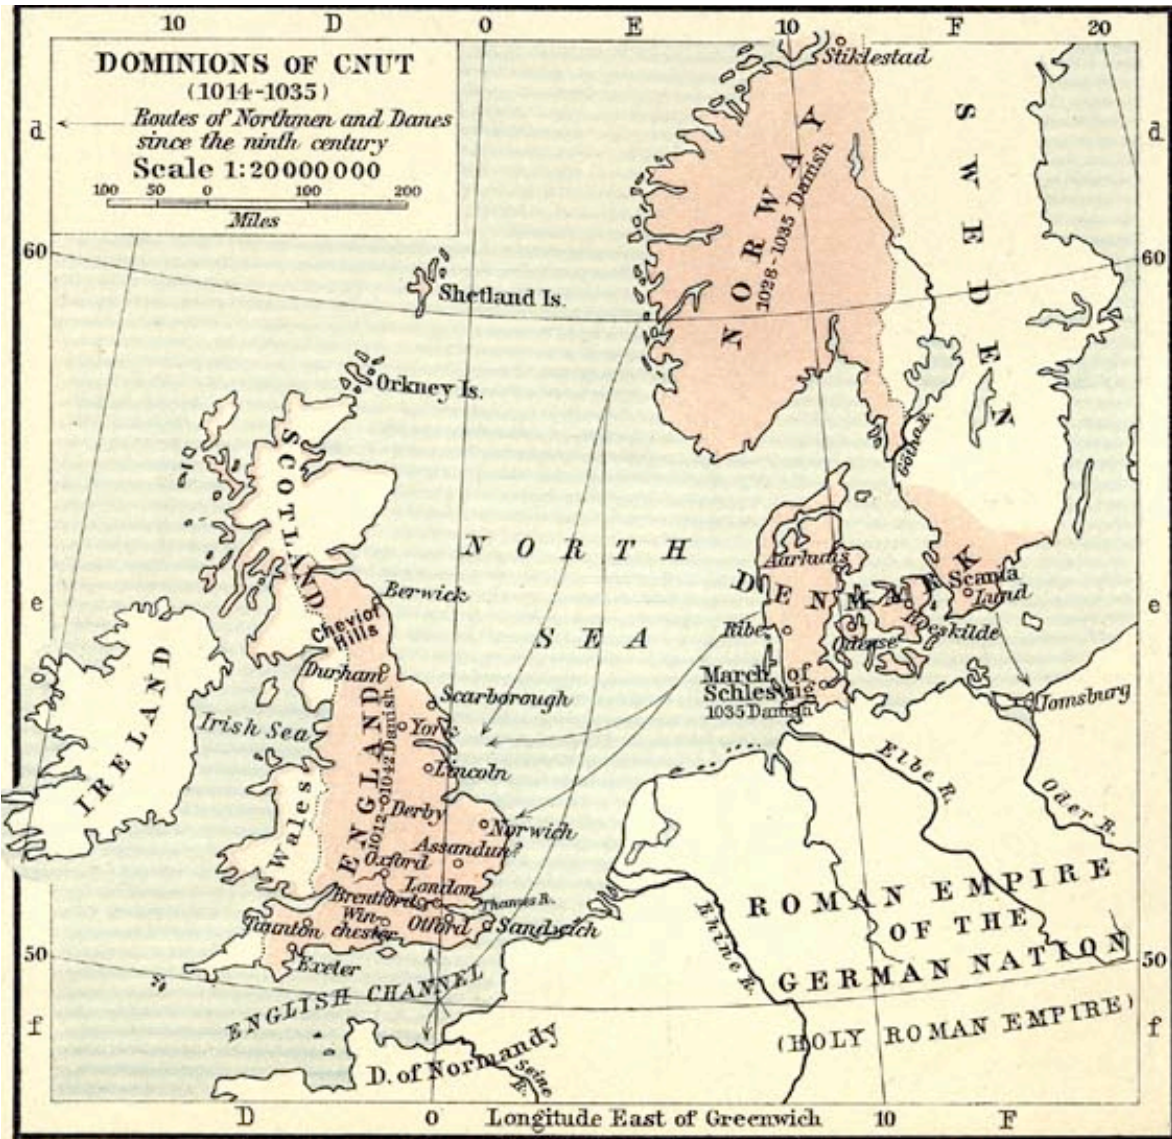 10 D 0 E 10 F 20
DOMINIONS OF CNUT
(1014-1035)
Routes of Northmen and Danes
since the ninth century
Scale 1:20000000
100 50 0 100 200
Miles
Stiklestad
d
d
NORWAY
1028-1035 Danish
SWEDEN
60
60
Shetland Is.
Orkney Is.
SCOTLAND
Götha R.
NORTH
SEA
Aarhuus
DENMARK
Scania
Lund
e
e
Berwick
Cheviot
Hills
Ribe
Odense
Roeskilde
Durham
March of
Schleswig
1035 Danish
Jomsburg
IRELAND
Irish Sea
Scarborough
York
ENGLAND
1012-1042 Danish
Lincoln
Elbe R.
Oder R.
Wales
Derby
Norwich
Assandun?
Oxford
London
Brentford
Thames R.
Win-
chester
Taunton
Otford
Sandwich
Rhine R.
ROMAN EMPIRE
OF THE
GERMAN NATION
(HOLY ROMAN EMPIRE)
50
50
Exeter
ENGLISH CHANNEL
f
f
D. of Normandy
Seine
R.
D 0 Longitude East of Greenwich 10 F